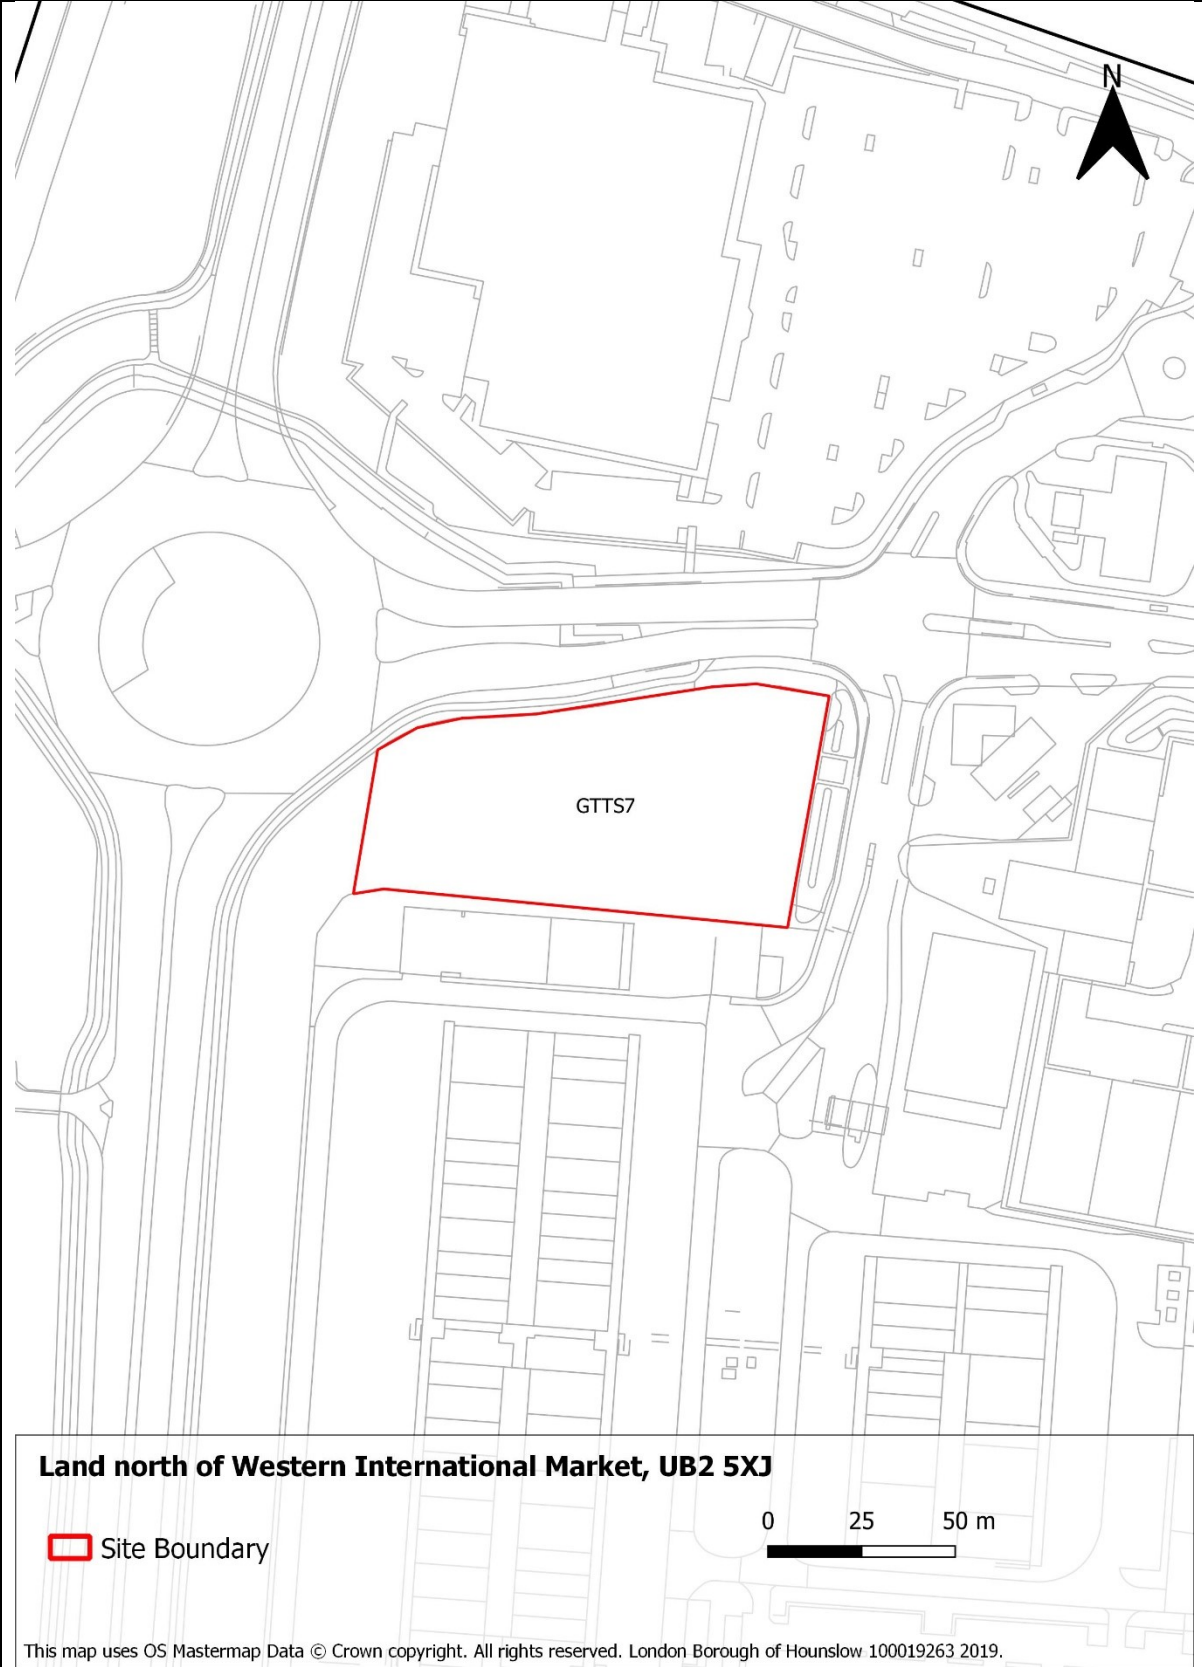 N
GTTS7
Land north of Western International Market, UB2 5XJ
0 25 50 m
Site Boundary
This map uses OS Mastermap Data © Crown copyright. All rights reserved. London Borough of Hounslow 100019263 2019.